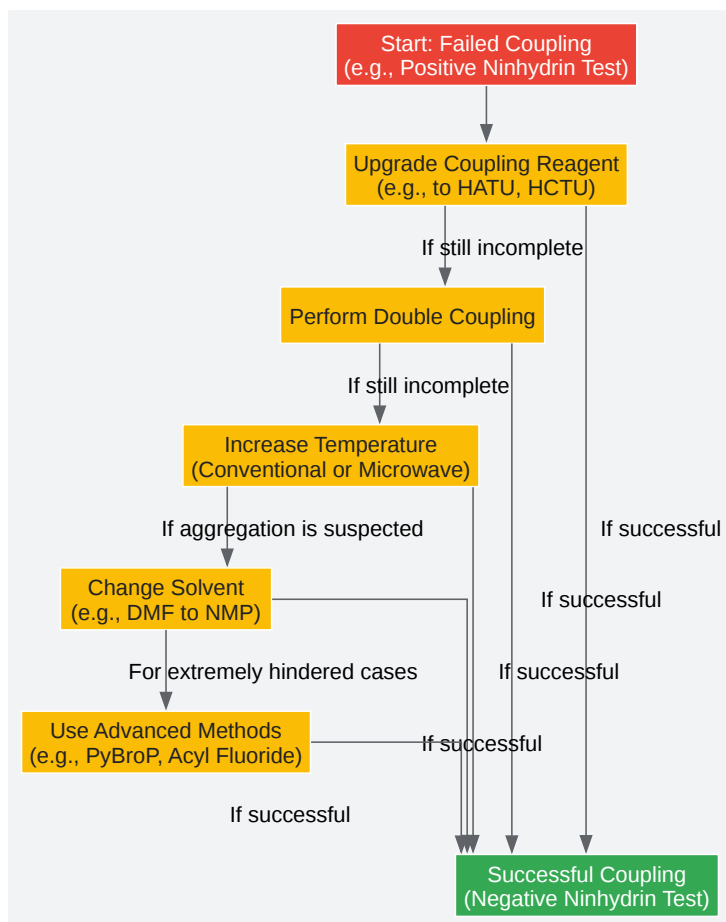 Start: Failed Coupling
(e.g., Positive Ninhydrin Test)
Upgrade Coupling Reagent
(e.g., to HATU, HCTU)
If still incomplete
Perform Double Coupling
If still incomplete
Increase Temperature
(Conventional or Microwave)
If aggregation is suspected
If successful
Change Solvent
(e.g., DMF to NMP)
If successful
For extremely hindered cases
If successful
Use Advanced Methods
(e.g., PyBroP, Acyl Fluoride)
If successful
If successful
Successful Coupling
(Negative Ninhydrin Test)